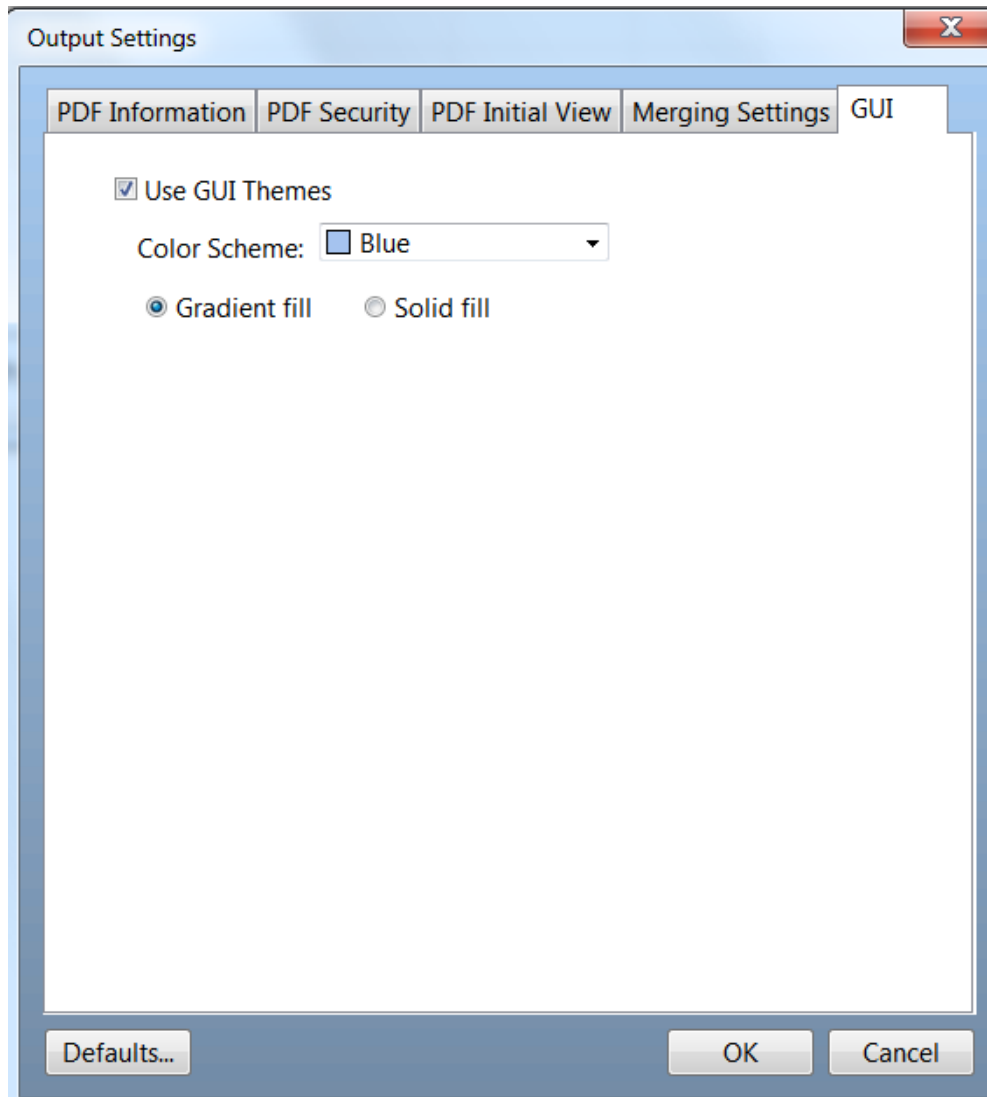 Output Settings
PDF Information PDF Security PDF Initial View Merging Settings GUI
Use GUI Themes
Color Scheme: Blue
Gradient fill Solid fill
Defaults... OK Cancel